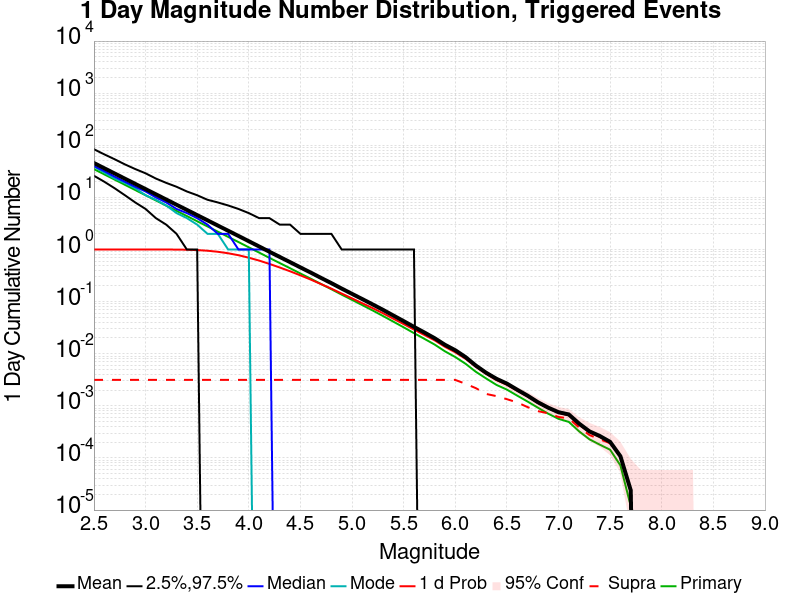 1 Day Magnitude Number Distribution, Triggered Events
10 4
10 3
10 2
10 1
10 0
10 -1
10 -2
10 -3
10 -4
10 -5
1 Day Cumulative Number
2.5 3.0 3.5 4.0 4.5 5.0 5.5 6.0 6.5 7.0 7.5 8.0 8.5 9.0
Magnitude
Mean 2.5%,97.5% Median Mode 1 d Prob 95% Conf Supra Primary